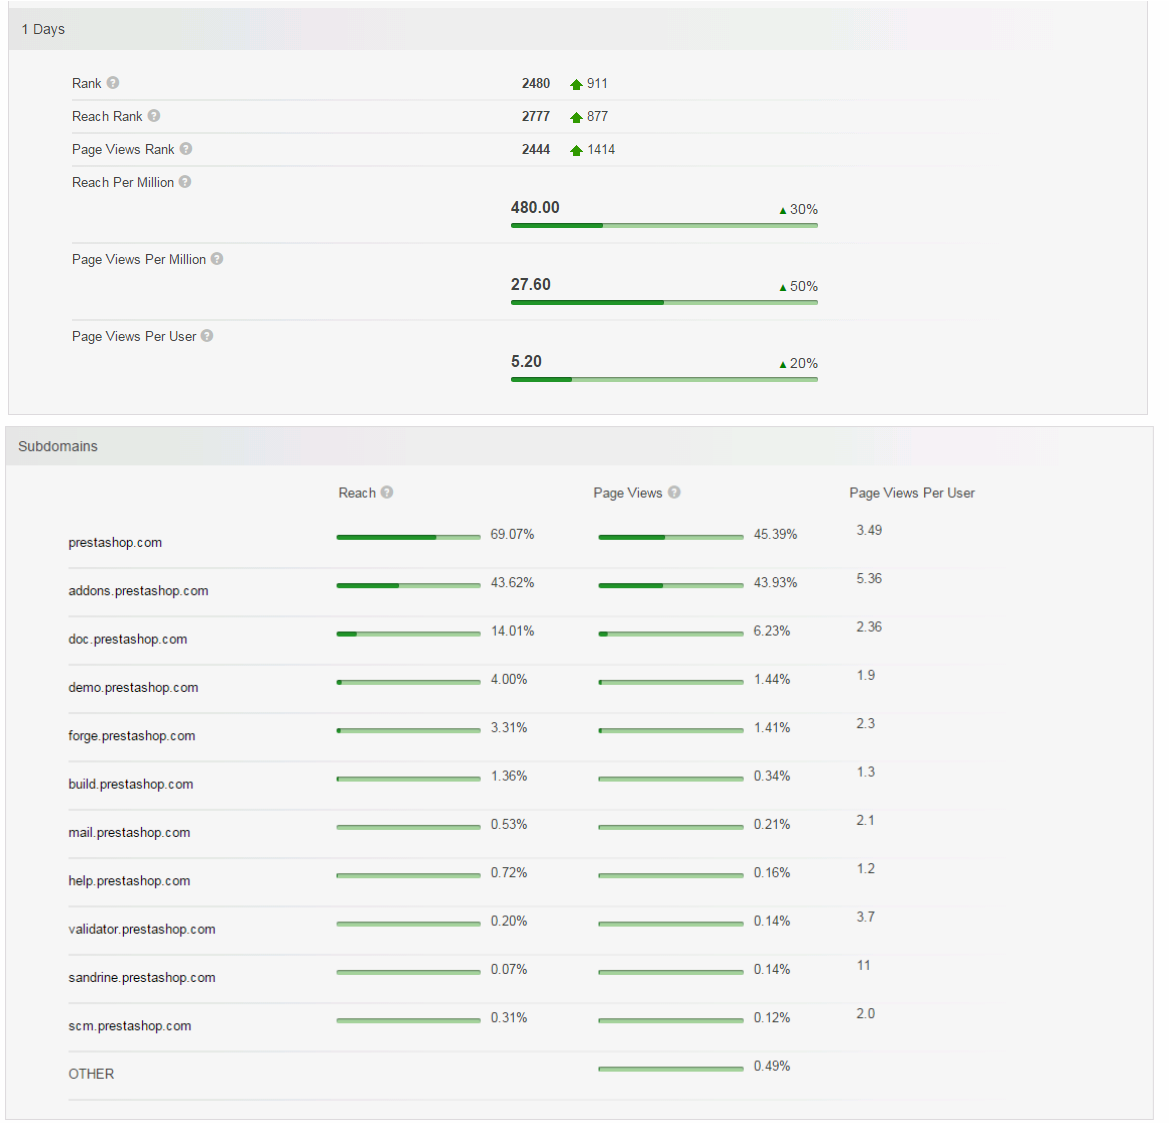 1 Days
Rank ? 2480 911
Reach Rank ? 2777 877
Page Views Rank ? 2444 1414
Reach Per Million ?
480.00 ▲30%
Page Views Per Million ?
27.60 ▲50%
Page Views Per User ?
5.20 ▲20%
Subdomains
Reach ? Page Views ? Page Views Per User
prestashop.com 69.07% 45.39% 3.49
addons.prestashop.com 43.62% 43.93% 5.36
doc.prestashop.com 14.01% 6.23% 2.36
demo.prestashop.com 4.00% 1.44% 1.9
forge.prestashop.com 3.31% 1.41% 2.3
build.prestashop.com 1.36% 0.34% 1.3
mail.prestashop.com 0.53% 0.21% 2.1
help.prestashop.com 0.72% 0.16% 1.2
validator.prestashop.com 0.20% 0.14% 3.7
sandrine.prestashop.com 0.07% 0.14% 11
scm.prestashop.com 0.31% 0.12% 2.0
OTHER 0.49%